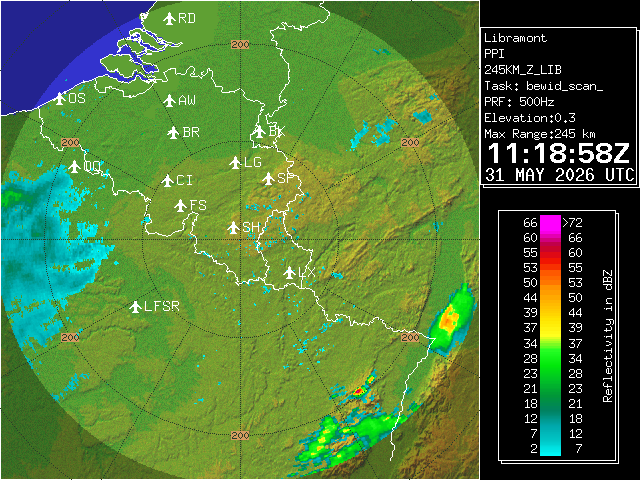 RD
200
OS
AW
BR
BK
200
200
LG
CI
SP
FS
SH
LX
LFSR
200
200
200
Libramont
PPI
245KM_Z_LIB
Task: bewid_scan_
PRF: 500Hz
Elevation:0.3
Max Range:245 km
11:18:58Z
31 MAY 2026 UTC
66 >72
60 66
55 60
53 55
50 53
44 50
39 44
37 39
34 37
28 34
23 28
21 23
18 21
12 18
7 12
2 7
Reflectivity in dBZ